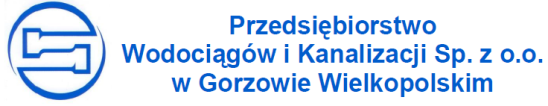 Przedsiębiorstwo
Wodociągów i Kanalizacji Sp. z o.o.
w Gorzowie Wielkopolskim